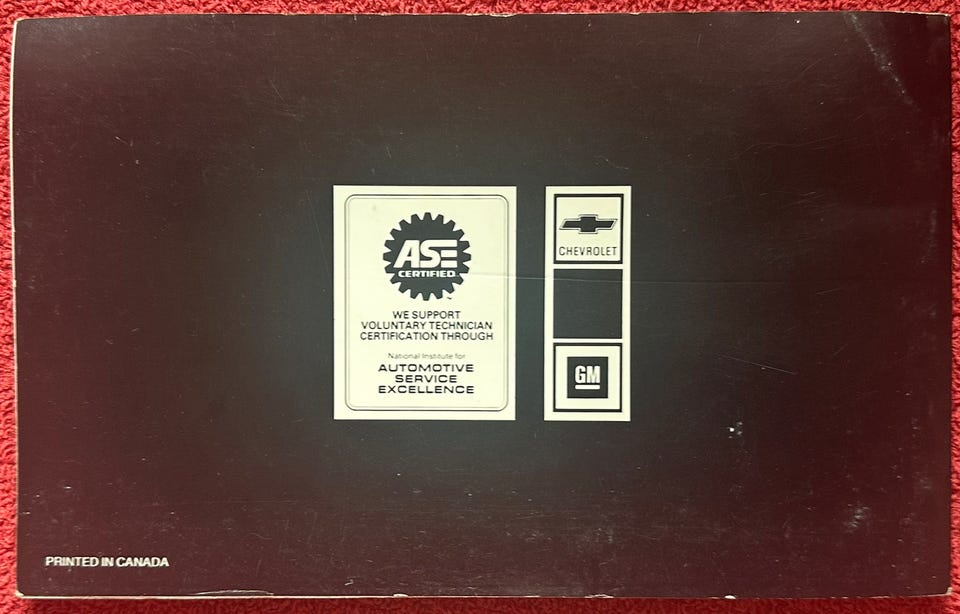 ASE
CERTIFIED
WE SUPPORT
VOLUNTARY TECHNICIAN
CERTIFICATION THROUGH
National Institute for
AUTOMOTIVE
SERVICE
EXCELLENCE
CHEVROLET
GM
PRINTED IN CANADA